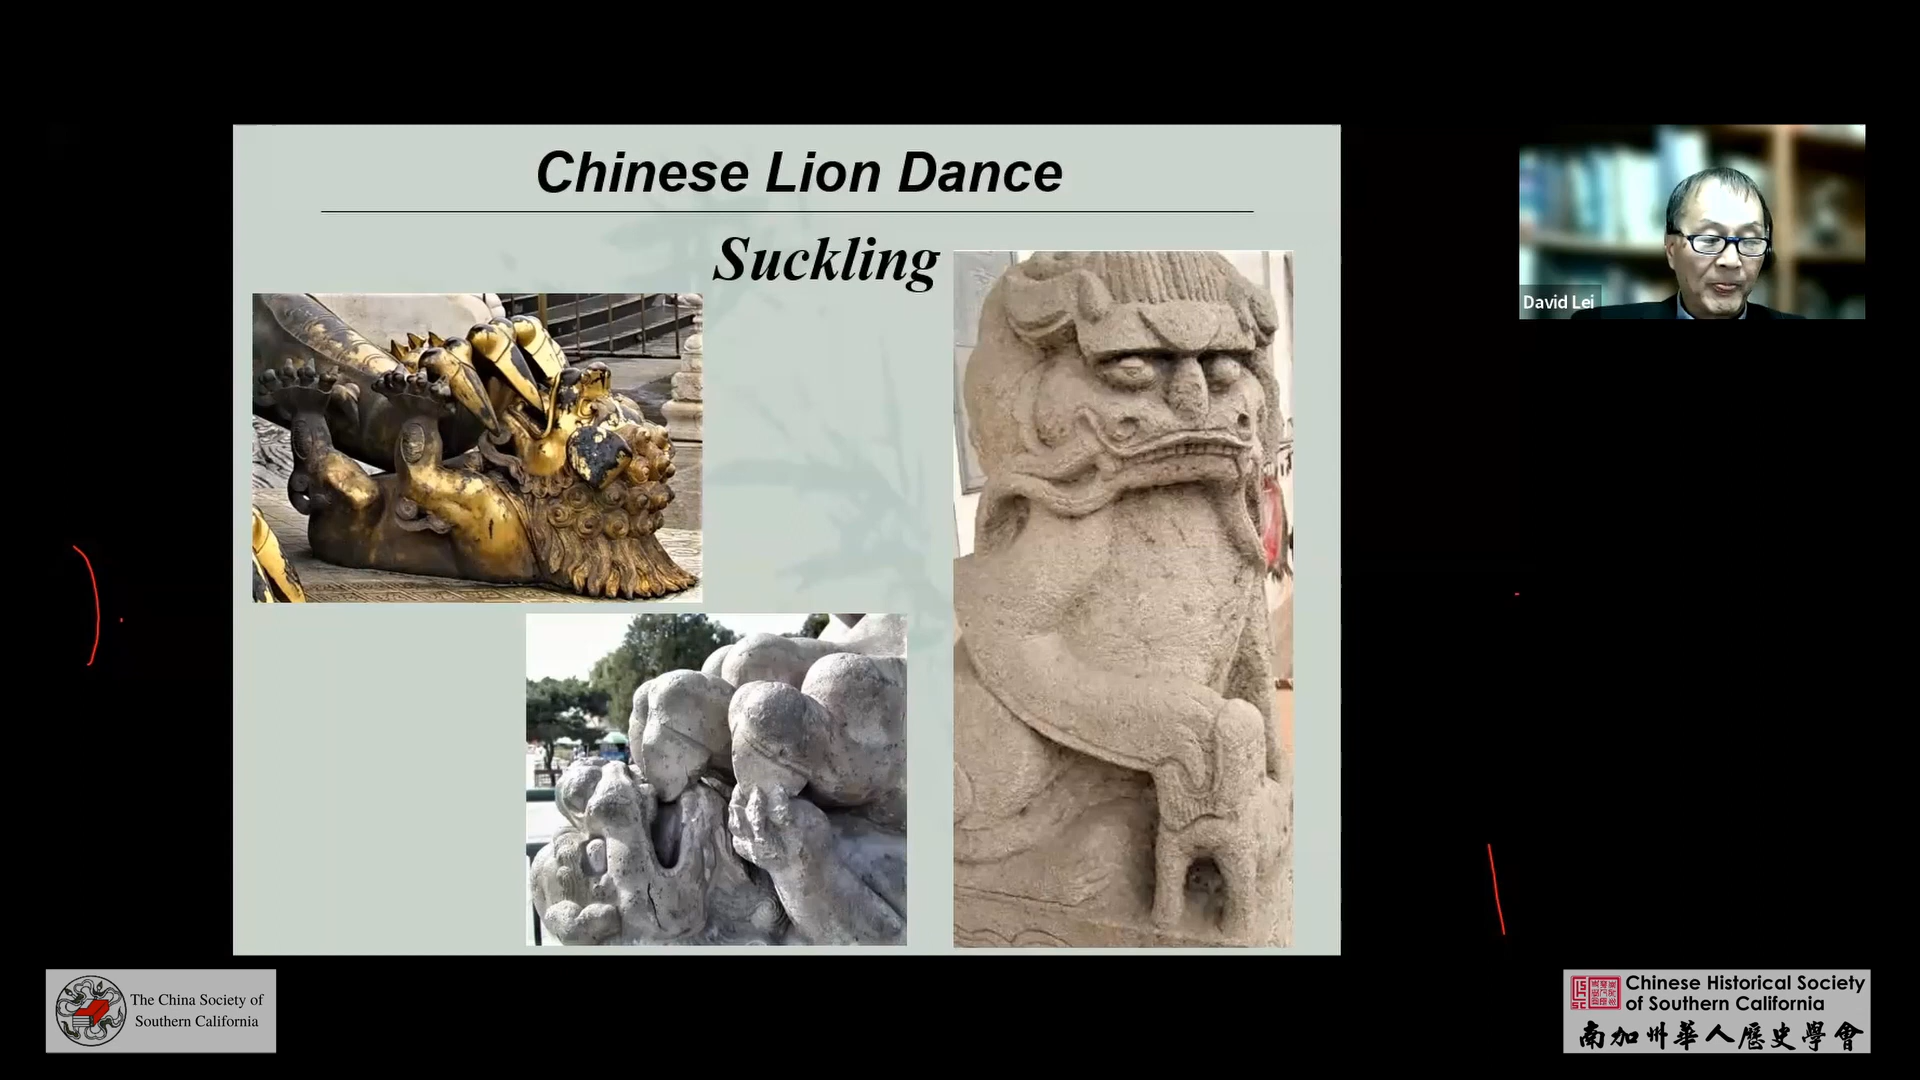 Chinese Lion Dance
Suckling
David Lei
The China Society of
Southern California
Chinese Historical Society
of Southern California
南加州華人歷史學會